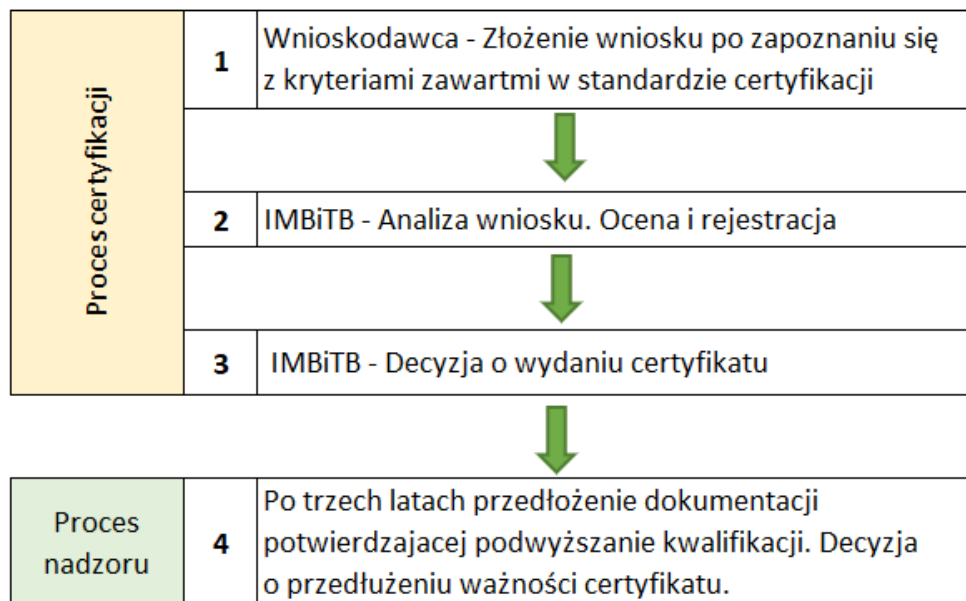 Proces certyfikacji
1
Wnioskodawca - Złożenie wniosku po zapoznaniu się
z kryteriami zawartmi w standardzie certyfikacji
2
IMBiTB - Analiza wniosku. Ocena i rejestracja
3
IMBiTB - Decyzja o wydaniu certyfikatu
Proces
nadzoru
4
Po trzech latach przedłożenie dokumentacji
potwierdzajacej podwyższanie kwalifikacji. Decyzja
o przedłużeniu ważności certyfikatu.